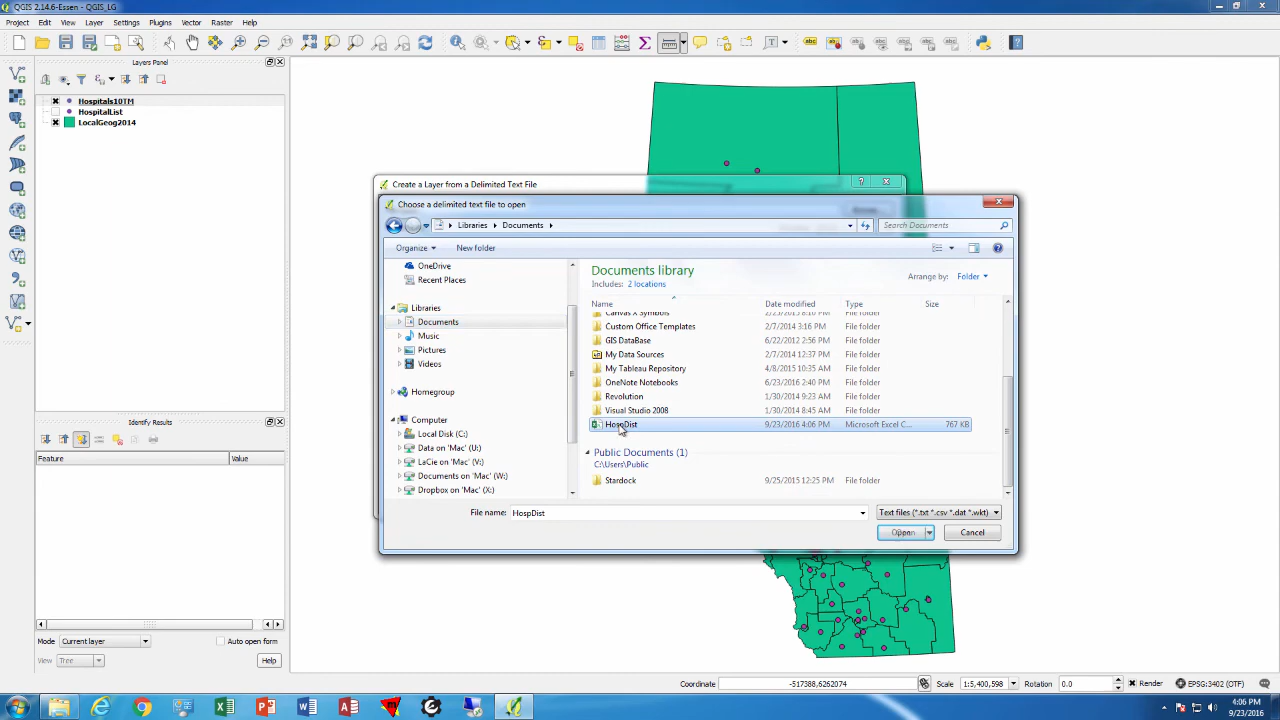 QGIS 2.14.6-Essen - QGIS_LG
Project Edit View Layer Settings Plugins Vector Raster Help
Layers Panel
Hospitals10TM
HospitalList
LocalGeog2014
Create a Layer from a Delimited Text File
Choose a delimited text file to open
Libraries Documents
Search Documents
Organize New folder
OneDrive
Recent Places
Libraries
Documents
Music
Pictures
Videos
Homegroup
Computer
Local Disk (C:)
Data on 'Mac' (U:)
LaCie on 'Mac' (V:)
Documents on 'Mac' (W:)
Dropbox on 'Mac' (X:)
Documents library
Includes: 2 locations
Arrange by: Folder
Name Date modified Type Size
Canvas X Symbols 2/23/2015 8:10 PM File folder
Custom Office Templates 2/7/2014 3:16 PM File folder
GIS DataBase 6/22/2012 2:56 PM File folder
My Data Sources 2/7/2014 12:37 PM File folder
My Tableau Repository 4/8/2015 10:35 AM File folder
OneNote Notebooks 6/23/2016 2:40 PM File folder
Revolution 1/30/2014 9:23 AM File folder
Visual Studio 2008 1/30/2014 8:45 AM File folder
HospDist 9/23/2016 4:06 PM Microsoft Excel C... 767 KB
Public Documents (1)
C:\Users\Public
Stardock 9/25/2015 12:25 PM File folder
File name: HospDist
Text files (*.txt *.csv *.dat *.wkt)
Open Cancel
Identify Results
Feature Value
Mode Current layer Auto open form
View Tree Help
Coordinate -517388,6262074 Scale 1:5,400,598 Rotation 0.0 Render EPSG:3402 (OTF)
4:06 PM
9/23/2016